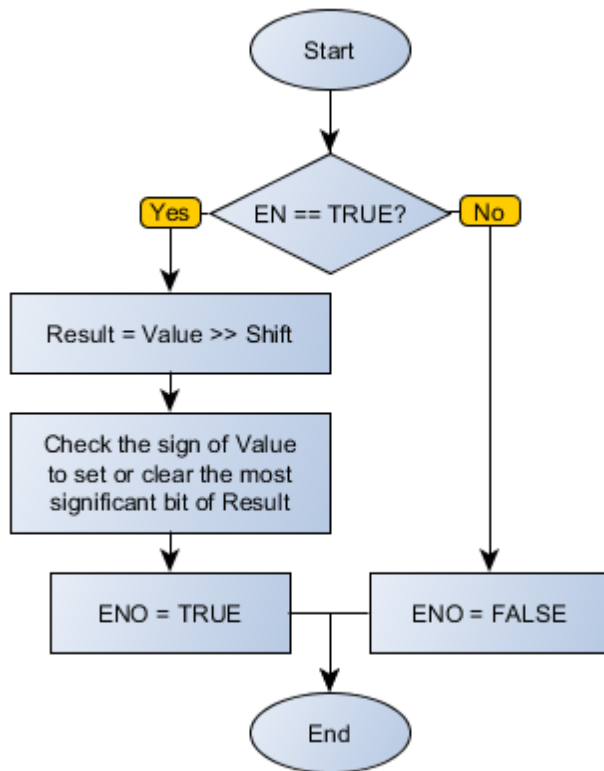 Start
EN == TRUE?
Yes
No
Result = Value >> Shift
Check the sign of Value
to set or clear the most
significant bit of Result
ENO = TRUE
ENO = FALSE
End